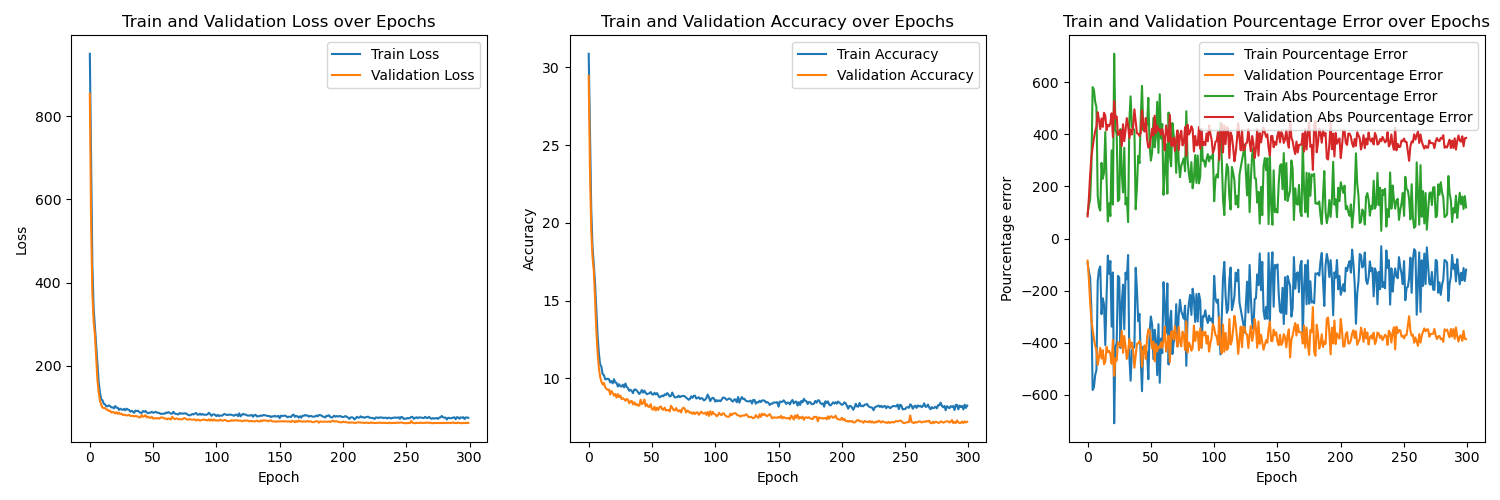 Train and Validation Loss over Epochs
Train Loss
Validation Loss
800
600
400
200
Loss
0 50 100 150 200 250 300
Epoch
Train and Validation Accuracy over Epochs
Train Accuracy
Validation Accuracy
30
25
20
15
10
Accuracy
0 50 100 150 200 250 300
Epoch
Train and Validation Pourcentage Error over Epochs
Train Pourcentage Error
Validation Pourcentage Error
Train Abs Pourcentage Error
Validation Abs Pourcentage Error
600
400
200
0
−200
−400
−600
Pourcentage error
0 50 100 150 200 250 300
Epoch